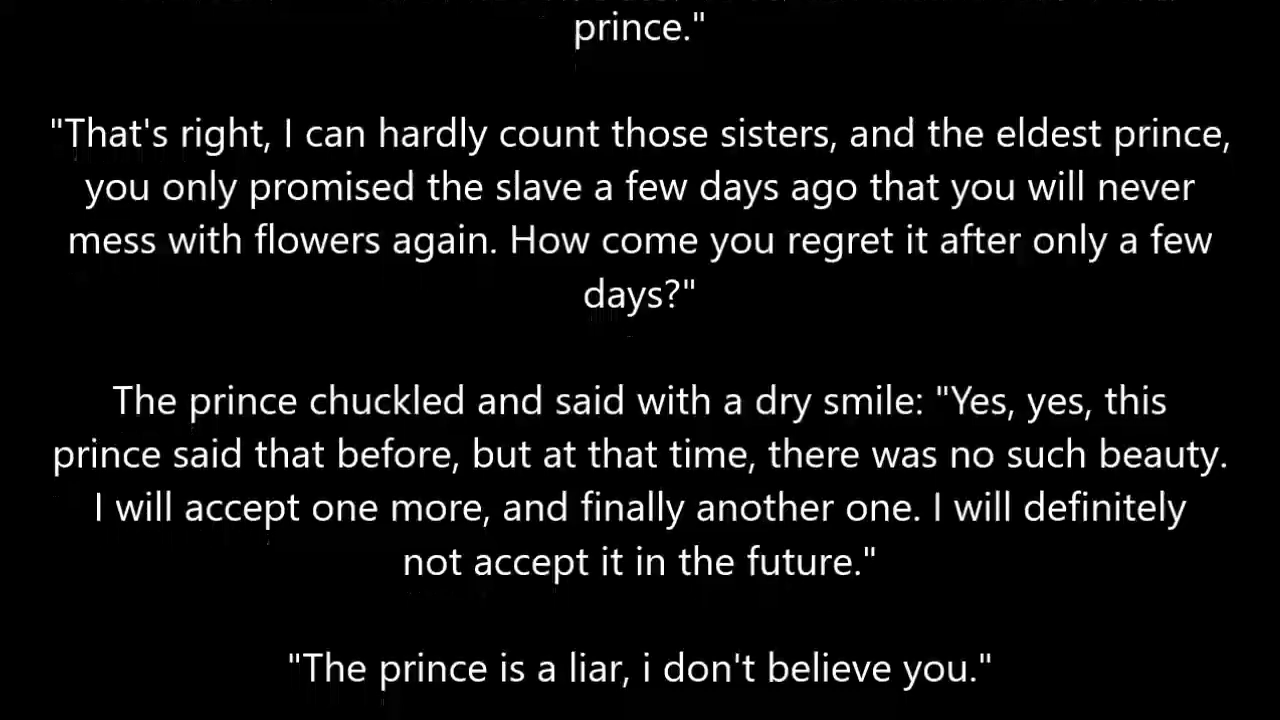 prince."
"That's right, I can hardly count those sisters, and the eldest prince,
you only promised the slave a few days ago that you will never
mess with flowers again. How come you regret it after only a few
days?"
The prince chuckled and said with a dry smile: "Yes, yes, this
prince said that before, but at that time, there was no such beauty.
I will accept one more, and finally another one. I will definitely
not accept it in the future."
"The prince is a liar, i don't believe you."